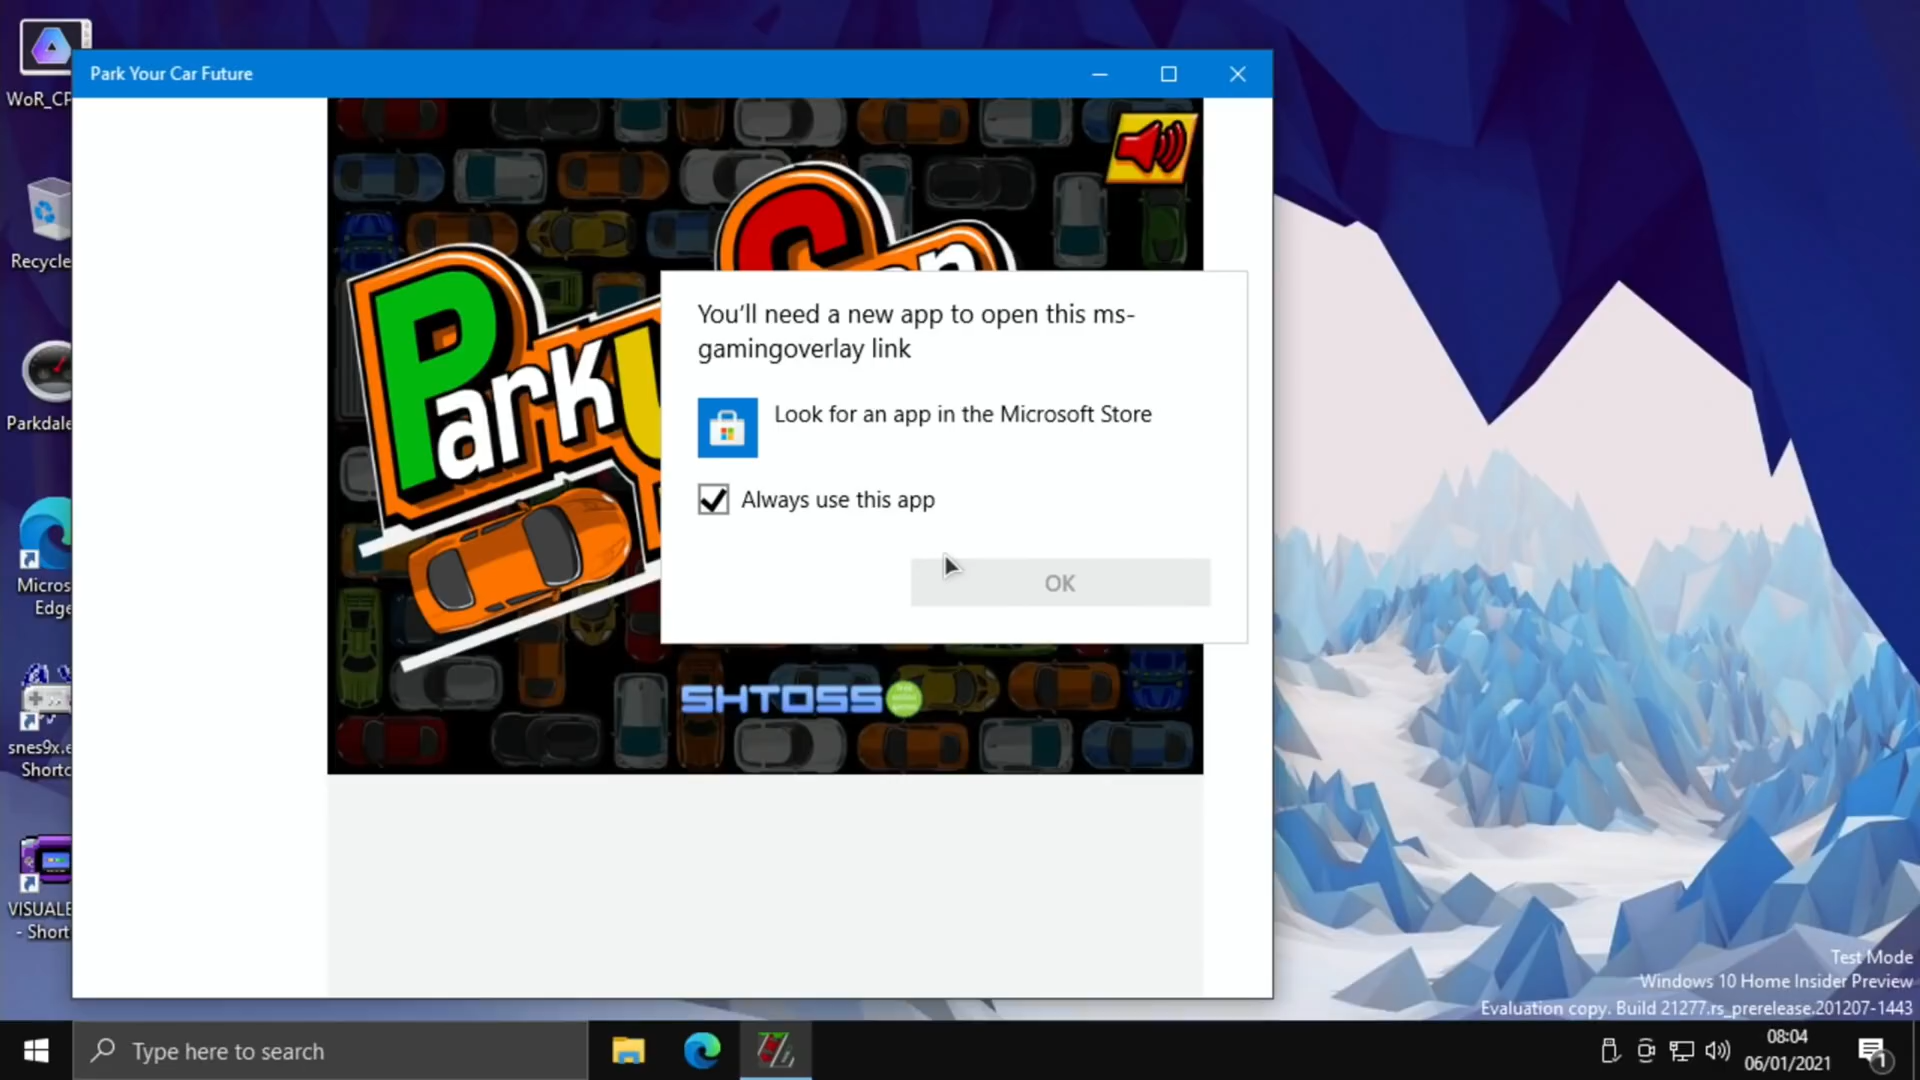 WoR_CP
Recycle
Parkdale
Micros
Edge
snes9x.e
Shortc
VISUALE
- Short
Park Your Car Future
Park
C
SHTOSS
You'll need a new app to open this ms-
gamingoverlay link
Look for an app in the Microsoft Store
Always use this app
OK
Test Mode
Windows 10 Home Insider Preview
Evaluation copy. Build 21277.rs_prerelease.201207-1443
Type here to search
08:04
06/01/2021
1